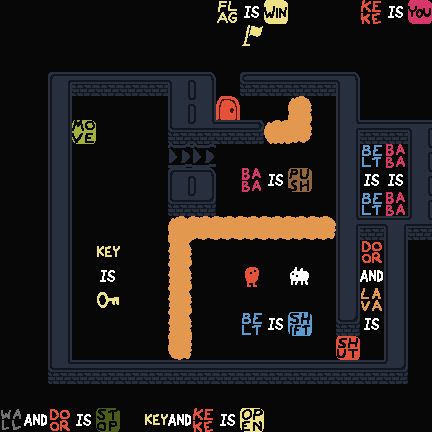 FLAG IS WIN
KEKE IS YOU
MOVE
BELT BABA
IS IS
BELT BABA
BABA IS PUSH
DOOR
AND
LAVA
IS
SHUT
KEY
IS
BELT IS SHIFT
WALL AND DOOR IS STOP
KEY AND KEKE IS OPEN